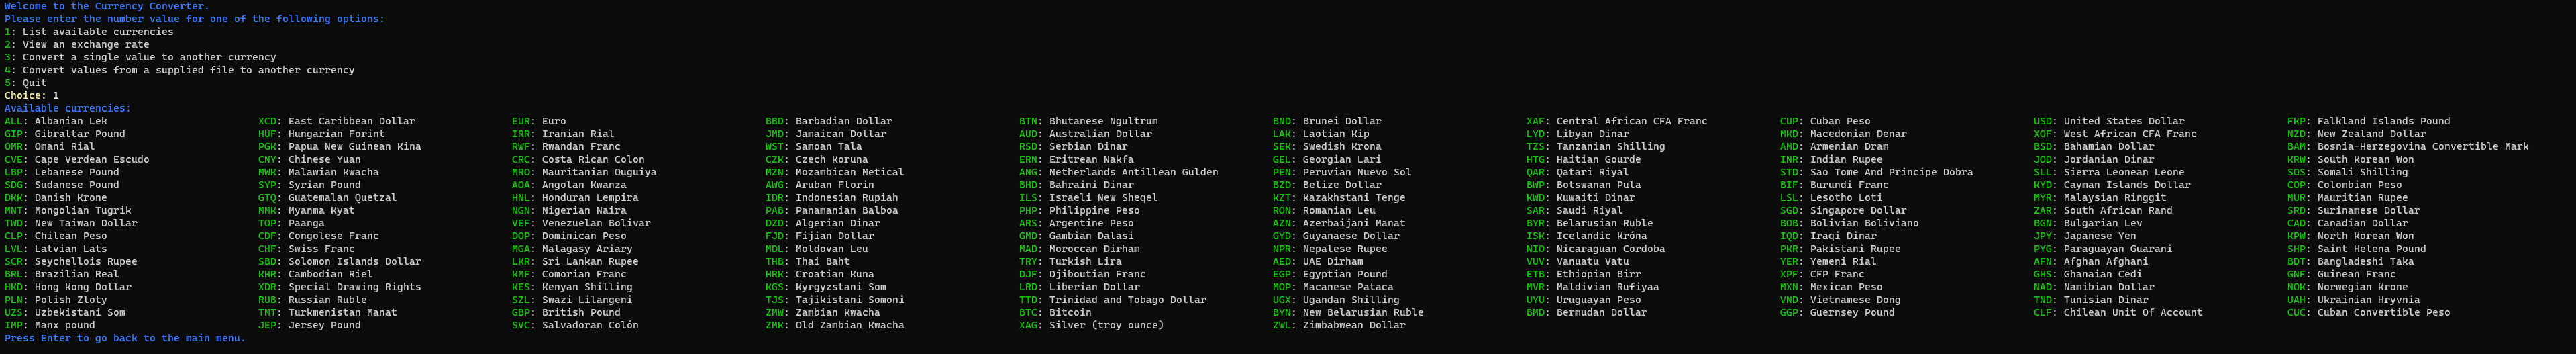 Welcome to the Currency Converter.
Please enter the number value for one of the following options:
1: List available currencies
2: View an exchange rate
3: Convert a single value to another currency
4: Convert values from a supplied file to another currency
5: Quit
Choice: 1
Available currencies:
ALL: Albanian Lek XCD: East Caribbean Dollar EUR: Euro BBD: Barbadian Dollar BTN: Bhutanese Ngultrum BND: Brunei Dollar XAF: Central African CFA Franc CUP: Cuban Peso USD: United States Dollar FKP: Falkland Islands Pound
GIP: Gibraltar Pound HUF: Hungarian Forint IRR: Iranian Rial JMD: Jamaican Dollar AUD: Australian Dollar LAK: Laotian Kip LYD: Libyan Dinar MKD: Macedonian Denar XOF: West African CFA Franc NZD: New Zealand Dollar
OMR: Omani Rial PGK: Papua New Guinean Kina RWF: Rwandan Franc WST: Samoan Tala RSD: Serbian Dinar SEK: Swedish Krona TZS: Tanzanian Shilling AMD: Armenian Dram BSD: Bahamian Dollar BAM: Bosnia-Herzegovina Convertible Mark
CVE: Cape Verdean Escudo CNY: Chinese Yuan CRC: Costa Rican Colon CZK: Czech Koruna ERN: Eritrean Nakfa GEL: Georgian Lari HTG: Haitian Gourde INR: Indian Rupee JOD: Jordanian Dinar KRW: South Korean Won
LBP: Lebanese Pound MWK: Malawian Kwacha MRO: Mauritanian Ouguiya MZN: Mozambican Metical ANG: Netherlands Antillean Gulden PEN: Peruvian Nuevo Sol QAR: Qatari Riyal STD: Sao Tome And Principe Dobra SLL: Sierra Leonean Leone SOS: Somali Shilling
SDG: Sudanese Pound SYP: Syrian Pound AOA: Angolan Kwanza AWG: Aruban Florin BHD: Bahraini Dinar BZD: Belize Dollar BWP: Botswanan Pula BIF: Burundi Franc KYD: Cayman Islands Dollar COP: Colombian Peso
DKK: Danish Krone GTQ: Guatemalan Quetzal HNL: Honduran Lempira IDR: Indonesian Rupiah ILS: Israeli New Sheqel KZT: Kazakhstani Tenge KWD: Kuwaiti Dinar LSL: Lesotho Loti MYR: Malaysian Ringgit MUR: Mauritian Rupee
MNT: Mongolian Tugrik MMK: Myanma Kyat NGN: Nigerian Naira PAB: Panamanian Balboa PHP: Philippine Peso RON: Romanian Leu SAR: Saudi Riyal SGD: Singapore Dollar ZAR: South African Rand SRD: Surinamese Dollar
TWD: New Taiwan Dollar TOP: Paanga VEF: Venezuelan Bolivar DZD: Algerian Dinar ARS: Argentine Peso AZN: Azerbaijani Manat BYR: Belarusian Ruble BOB: Bolivian Boliviano BGN: Bulgarian Lev CAD: Canadian Dollar
CLP: Chilean Peso CDF: Congolese Franc DOP: Dominican Peso FJD: Fijian Dollar GMD: Gambian Dalasi GYD: Guyanaese Dollar ISK: Icelandic Króna IQD: Iraqi Dinar JPY: Japanese Yen KPW: North Korean Won
LVL: Latvian Lats CHF: Swiss Franc MGA: Malagasy Ariary MDL: Moldovan Leu MAD: Moroccan Dirham NPR: Nepalese Rupee NIO: Nicaraguan Cordoba PKR: Pakistani Rupee PYG: Paraguayan Guarani SHP: Saint Helena Pound
SCR: Seychellois Rupee SBD: Solomon Islands Dollar LKR: Sri Lankan Rupee THB: Thai Baht TRY: Turkish Lira AED: UAE Dirham VUV: Vanuatu Vatu YER: Yemeni Rial AFN: Afghan Afghani BDT: Bangladeshi Taka
BRL: Brazilian Real KHR: Cambodian Riel KMF: Comorian Franc HRK: Croatian Kuna DJF: Djiboutian Franc EGP: Egyptian Pound ETB: Ethiopian Birr XPF: CFP Franc GHS: Ghanaian Cedi GNF: Guinean Franc
HKD: Hong Kong Dollar XDR: Special Drawing Rights KES: Kenyan Shilling KGS: Kyrgyzstani Som LRD: Liberian Dollar MOP: Macanese Pataca MVR: Maldivian Rufiyaa MXN: Mexican Peso NAD: Namibian Dollar NOK: Norwegian Krone
PLN: Polish Zloty RUB: Russian Ruble SZL: Swazi Lilangeni TJS: Tajikistani Somoni TTD: Trinidad and Tobago Dollar UGX: Ugandan Shilling UYU: Uruguayan Peso VND: Vietnamese Dong TND: Tunisian Dinar UAH: Ukrainian Hryvnia
UZS: Uzbekistani Som TMT: Turkmenistan Manat GBP: British Pound ZMW: Zambian Kwacha BTC: Bitcoin BYN: New Belarusian Ruble BMD: Bermudan Dollar GGP: Guernsey Pound CLF: Chilean Unit Of Account CUC: Cuban Convertible Peso
IMP: Manx pound JEP: Jersey Pound SVC: Salvadoran Colón ZMK: Old Zambian Kwacha XAG: Silver (troy ounce) ZWL: Zimbabwean Dollar
Press Enter to go back to the main menu.